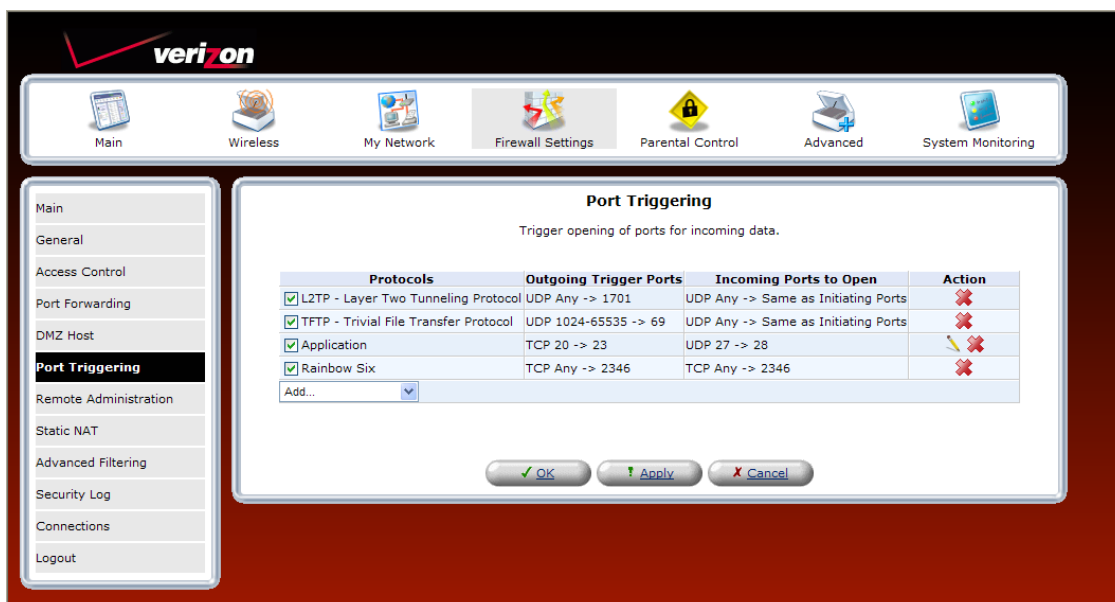 verizon
Main Wireless My Network Firewall Settings Parental Control Advanced System Monitoring
Main
General
Access Control
Port Forwarding
DMZ Host
Port Triggering
Remote Administration
Static NAT
Advanced Filtering
Security Log
Connections
Logout
Port Triggering
Trigger opening of ports for incoming data.
Protocols Outgoing Trigger Ports Incoming Ports to Open Action
L2TP - Layer Two Tunneling Protocol UDP Any -> 1701 UDP Any -> Same as Initiating Ports
TFTP - Trivial File Transfer Protocol UDP 1024-65535 -> 69 UDP Any -> Same as Initiating Ports
Application TCP 20 -> 23 UDP 27 -> 28
Rainbow Six TCP Any -> 2346 TCP Any -> 2346
Add...
OK Apply Cancel